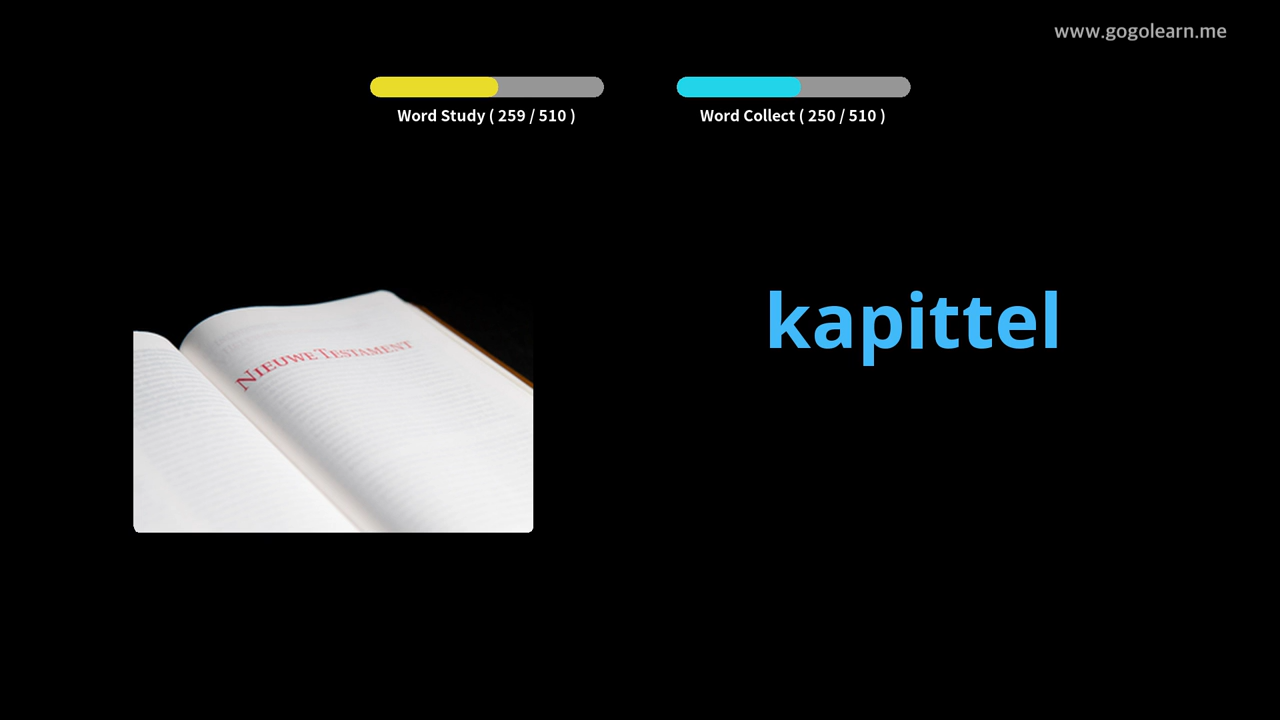 www.gogolearn.me
Word Study ( 259 / 510 )
Word Collect ( 250 / 510 )
Nieuwe Testament
kapittel